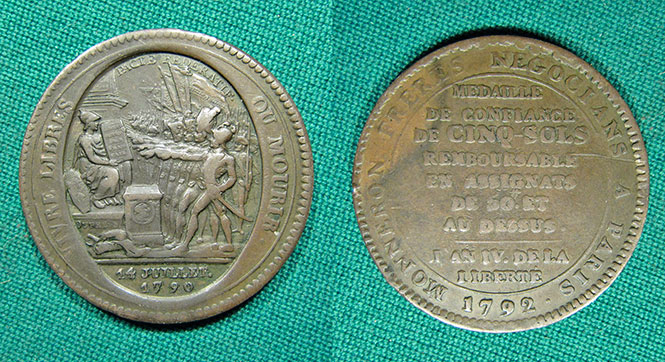 VIVRE LIBRES OU MOURIR
PACTE FEDERATIF
14 JUILLET
1790
MONNERON FRERES NEGOCIANS A PARIS
1792
MEDAILLE
DE CONFIANCE
DE CINQ-SOLS
REMBOURSABLE
EN ASSIGNATS
DE 50# ET
AU DESSUS.
L'AN IV. DE LA
LIBERTE